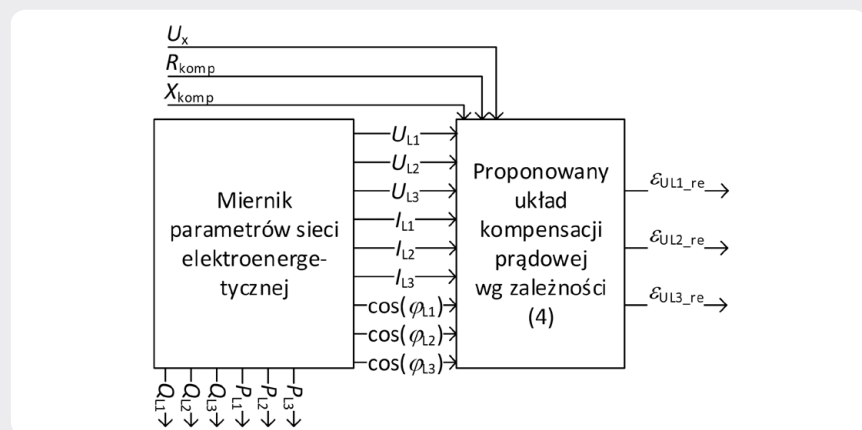 Ux
Rkomp
Xkomp
Miernik
parametrów sieci
elektroenerge-
tycznej
UL1
UL2
UL3
IL1
IL2
IL3
cos(φL1)
cos(φL2)
cos(φL3)
Proponowany
układ
kompensacji
prądowej
wg zależności
(4)
εUL1_re
εUL2_re
εUL3_re
QL1
QL2
QL3
PL1
PL2
PL3